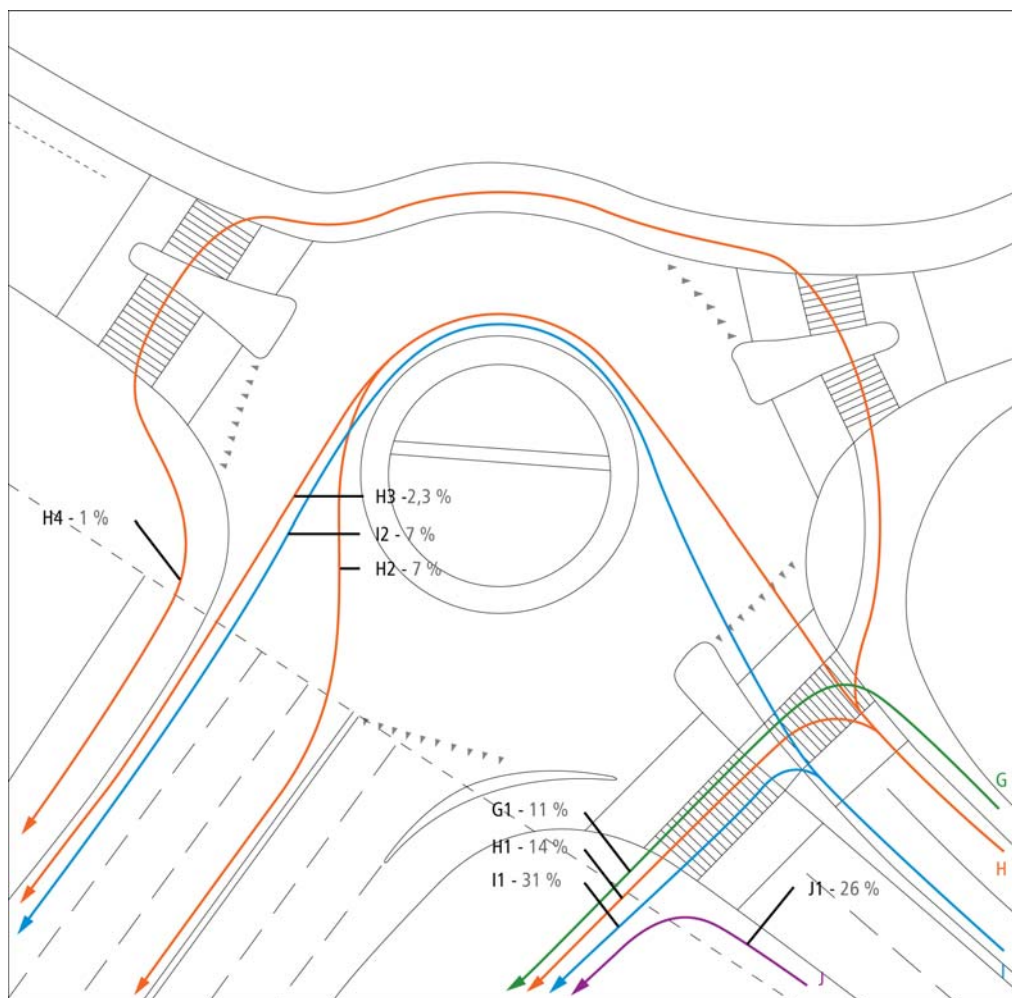 H3 -2,3 %
H4 - 1 %
I2 - 7 %
H2 - 7 %
G
G1 - 11 %
H1 - 14 %
H
I1 - 31 %
J1 - 26 %
J
I